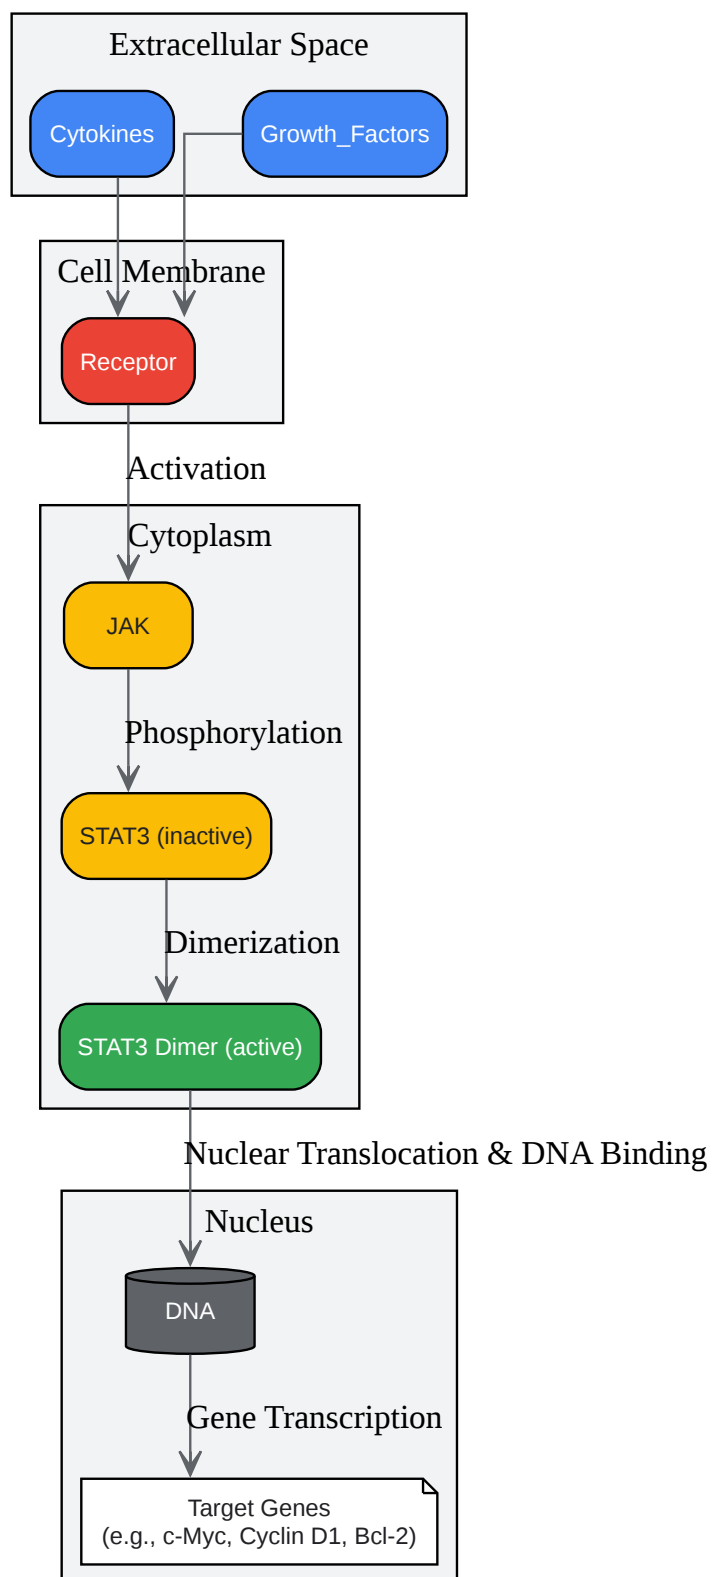 Extracellular Space
Cytokines
Growth_Factors
Cell Membrane
Receptor
Activation
Cytoplasm
JAK
Phosphorylation
STAT3 (inactive)
Dimerization
STAT3 Dimer (active)
Nuclear Translocation & DNA Binding
Nucleus
DNA
Gene Transcription
Target Genes
(e.g., c-Myc, Cyclin D1, Bcl-2)